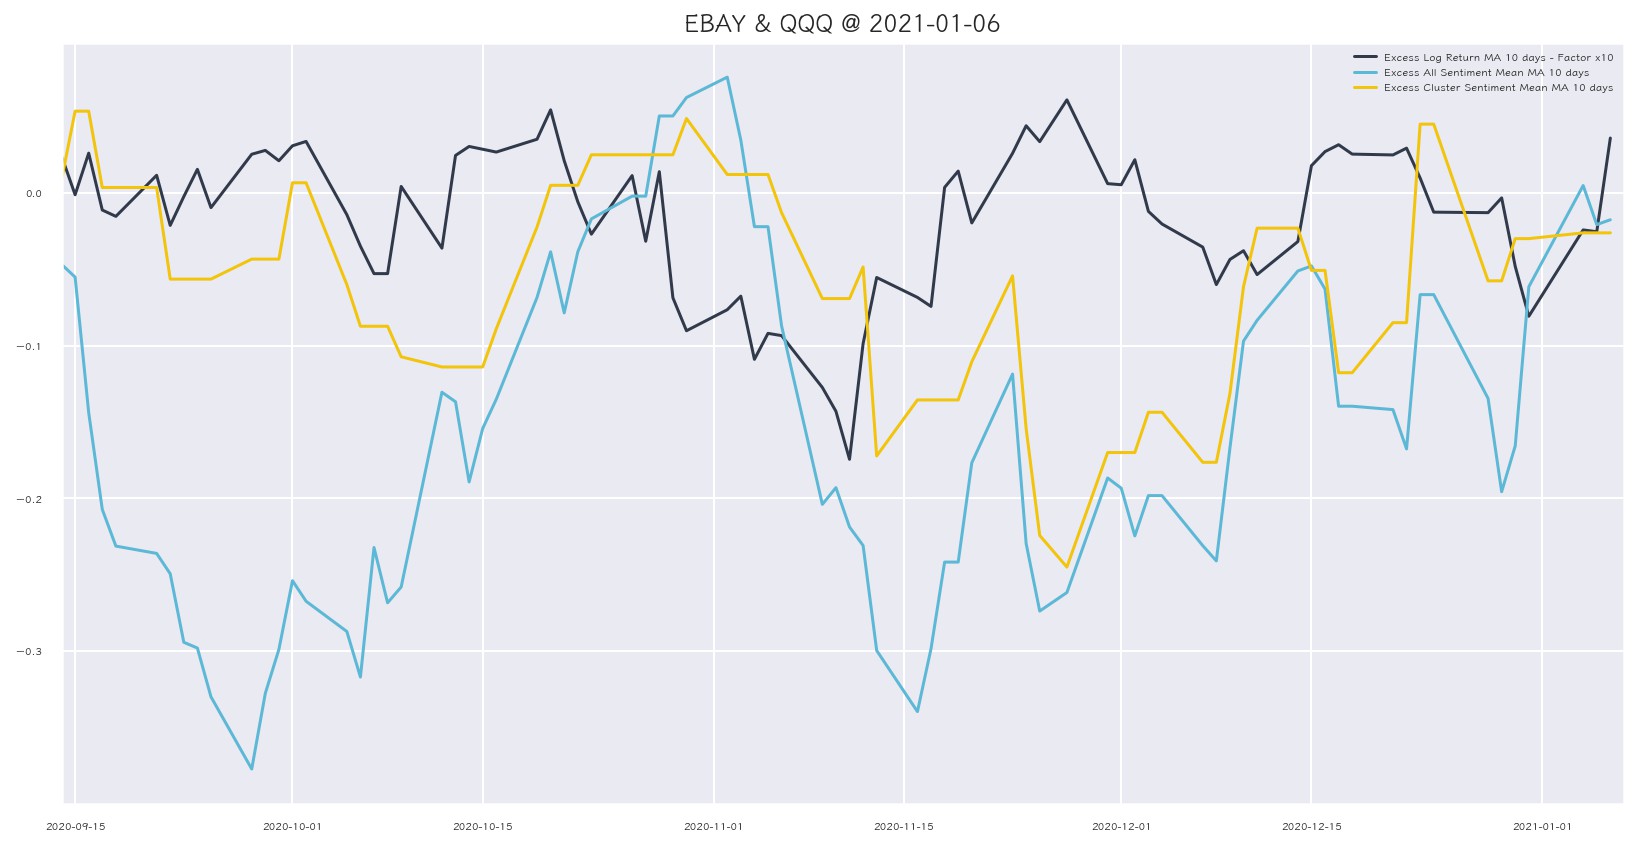 EBAY & QQQ @ 2021-01-06
Excess Log Return MA 10 days - Factor x10
Excess All Sentiment Mean MA 10 days
Excess Cluster Sentiment Mean MA 10 days
0.0
−0.1
−0.2
−0.3
2020-09-15 2020-10-01 2020-10-15 2020-11-01 2020-11-15 2020-12-01 2020-12-15 2021-01-01